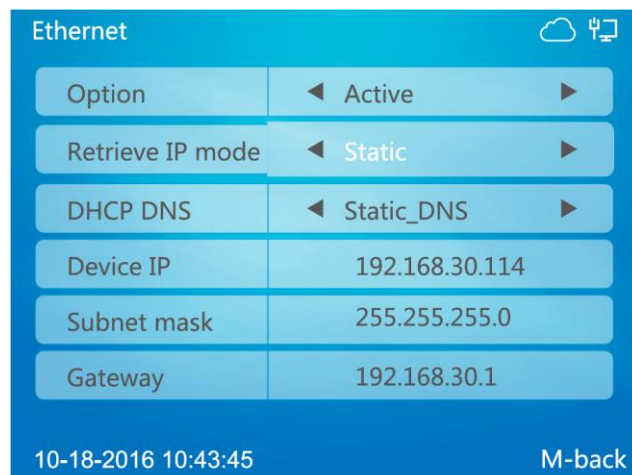 Ethernet
Option Active
Retrieve IP mode Static
DHCP DNS Static_DNS
Device IP 192.168.30.114
Subnet mask 255.255.255.0
Gateway 192.168.30.1
10-18-2016 10:43:45 M-back